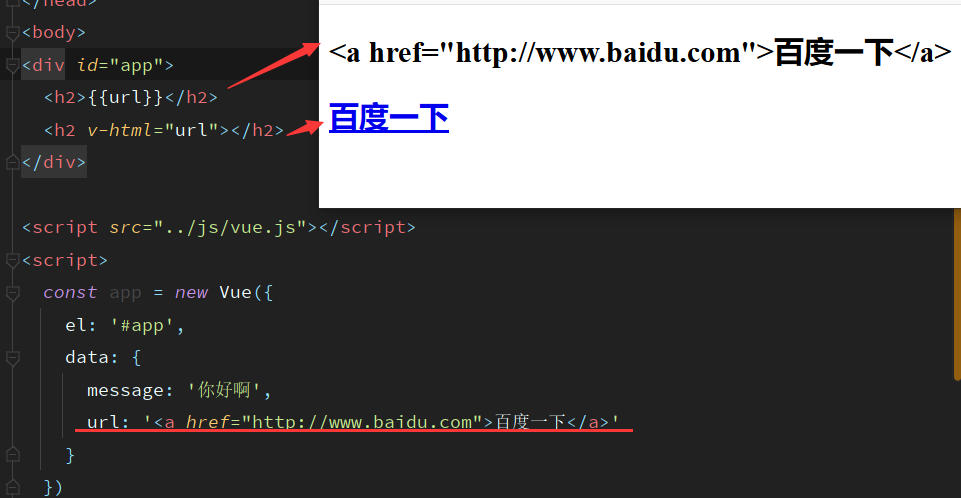 </head>
<body>
<div id="app">
<h2>{{url}}</h2>
<h2 v-html="url"></h2>
</div>
<script src="../js/vue.js"></script>
<script>
const app = new Vue({
el: '#app',
data: {
message: '你好啊',
url: '<a href="http://www.baidu.com">百度一下</a>'
}
})
<a href="http://www.baidu.com">百度一下</a>
百度一下